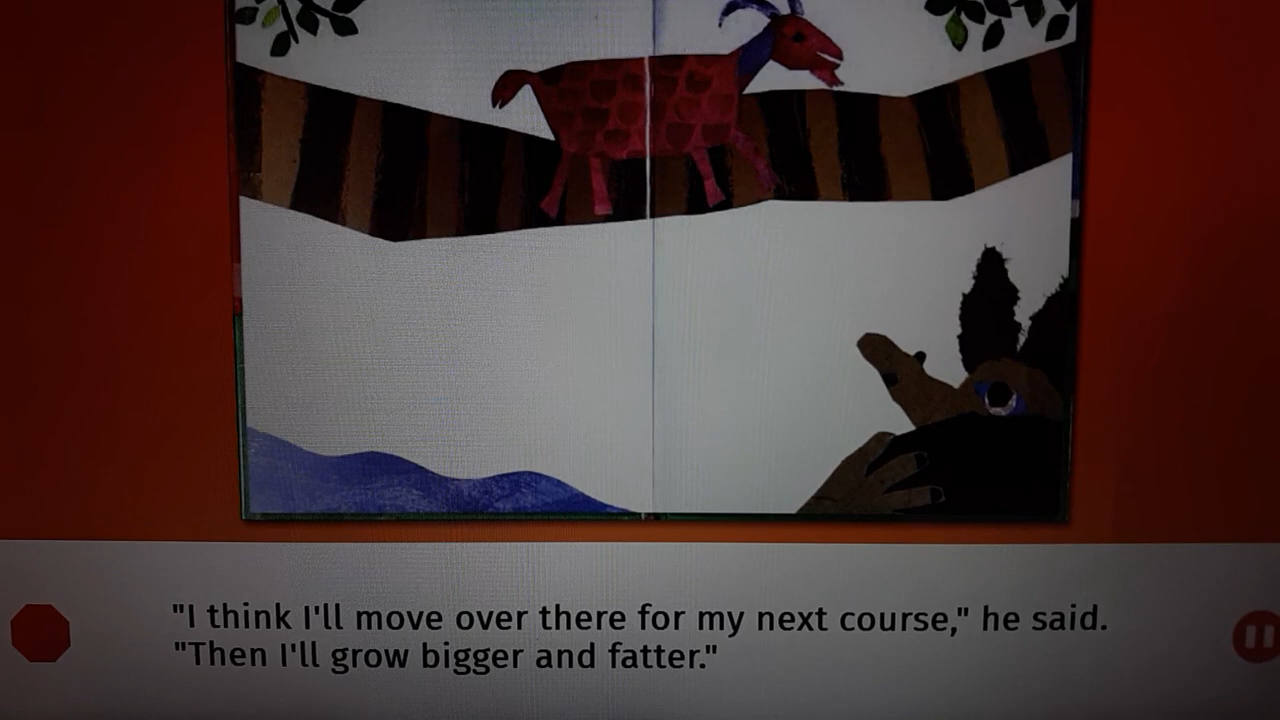 "I think I'll move over there for my next course," he said.
"Then I'll grow bigger and fatter."